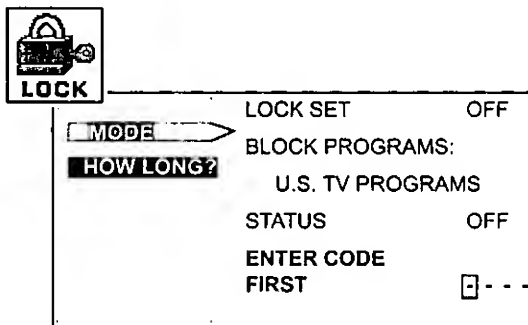 LOCK
LOCK SET OFF
MODE
BLOCK PROGRAMS:
HOW LONG?
U.S. TV PROGRAMS
STATUS OFF
ENTER CODE
FIRST - - - -